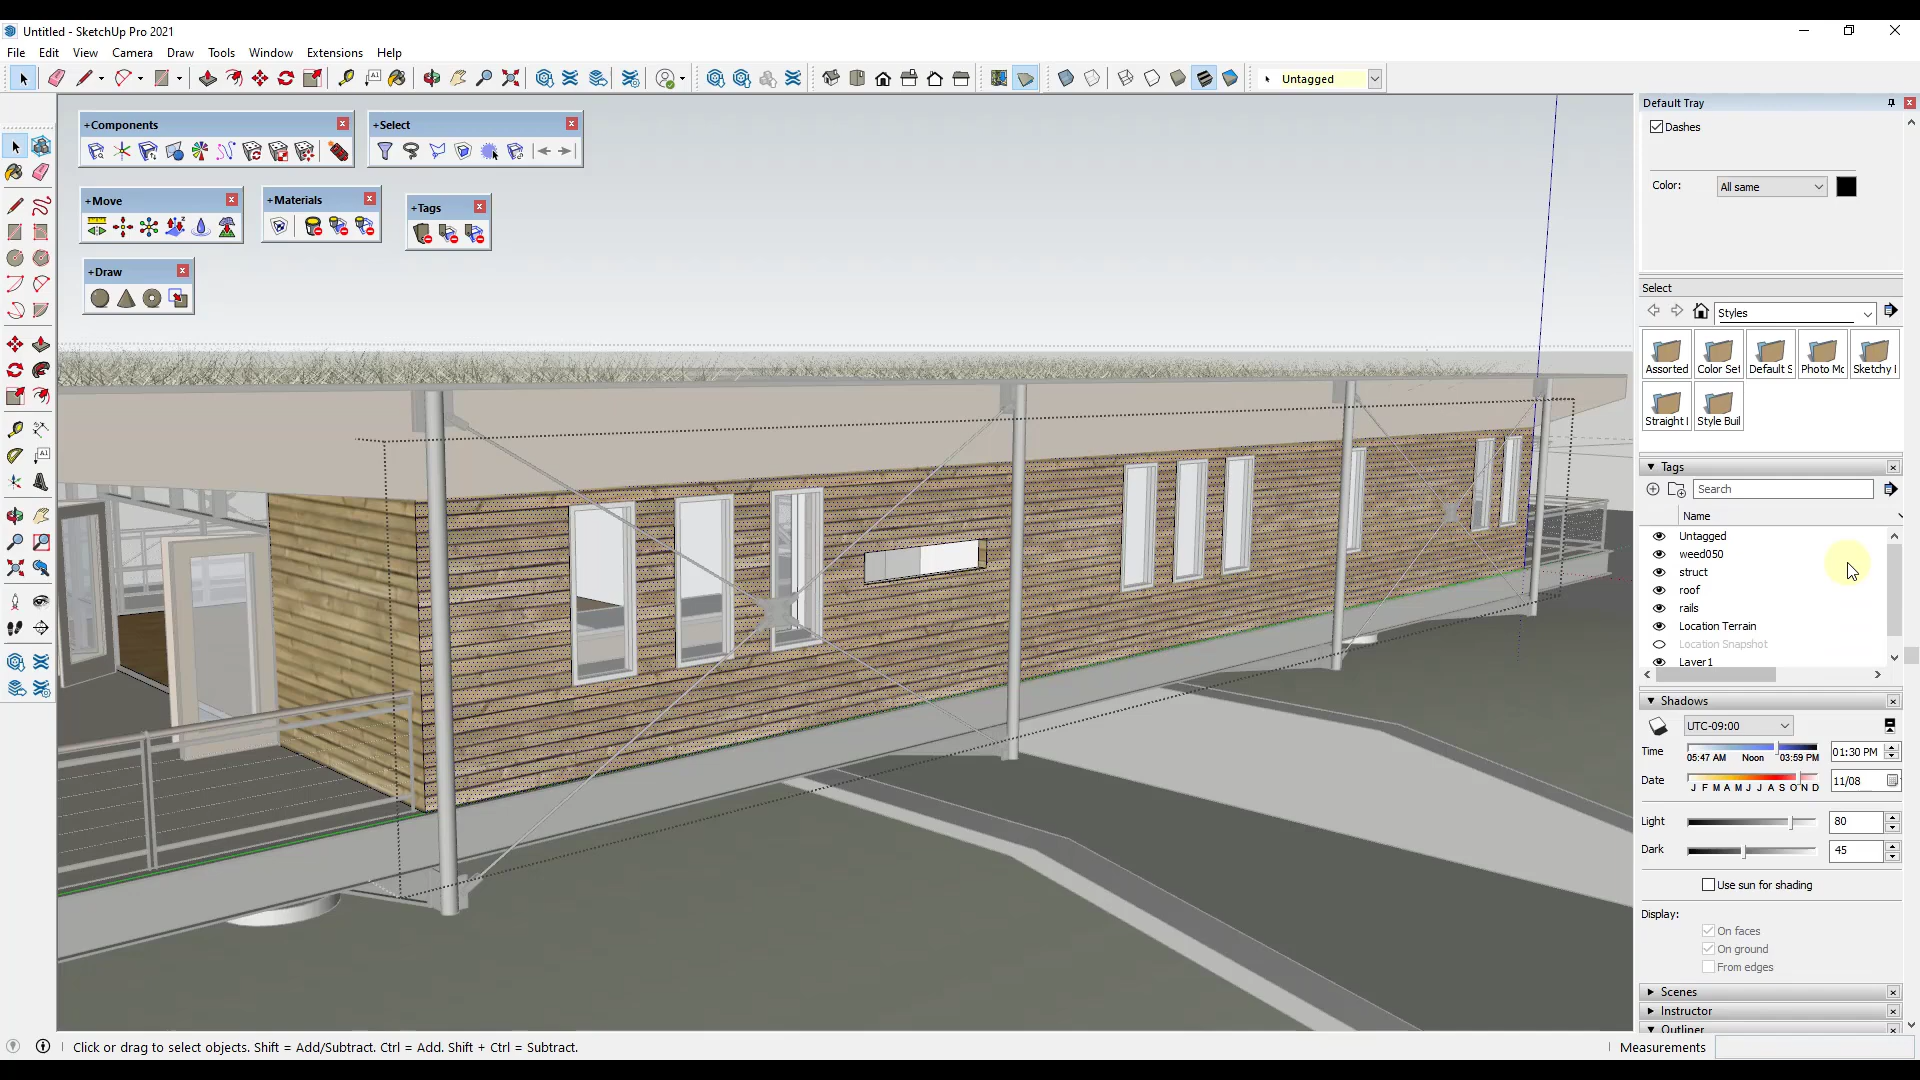 Untitled - SketchUp Pro 2021
File Edit View Camera Draw Tools Window Extensions Help
Untagged
Default Tray
+Components
+Select
Dashes
Color: All same
+Move
+Materials
+Tags
+Draw
Select
Styles
Assorted Color Set Default S Photo Mc Sketchy I
Straight I Style Buil
Tags
Search
Name
Untagged
weed050
struct
roof
rails
Location Terrain
Location Snapshot
Layer1
Shadows
UTC-09:00
Time 01:30 PM
05:47 AM Noon 03:59 PM
Date 11/08
J F M A M J J A S O N D
Light 80
Dark 45
Use sun for shading
Display:
On faces
On ground
From edges
Scenes
Instructor
Outliner
Click or drag to select objects. Shift = Add/Subtract. Ctrl = Add. Shift + Ctrl = Subtract.
Measurements